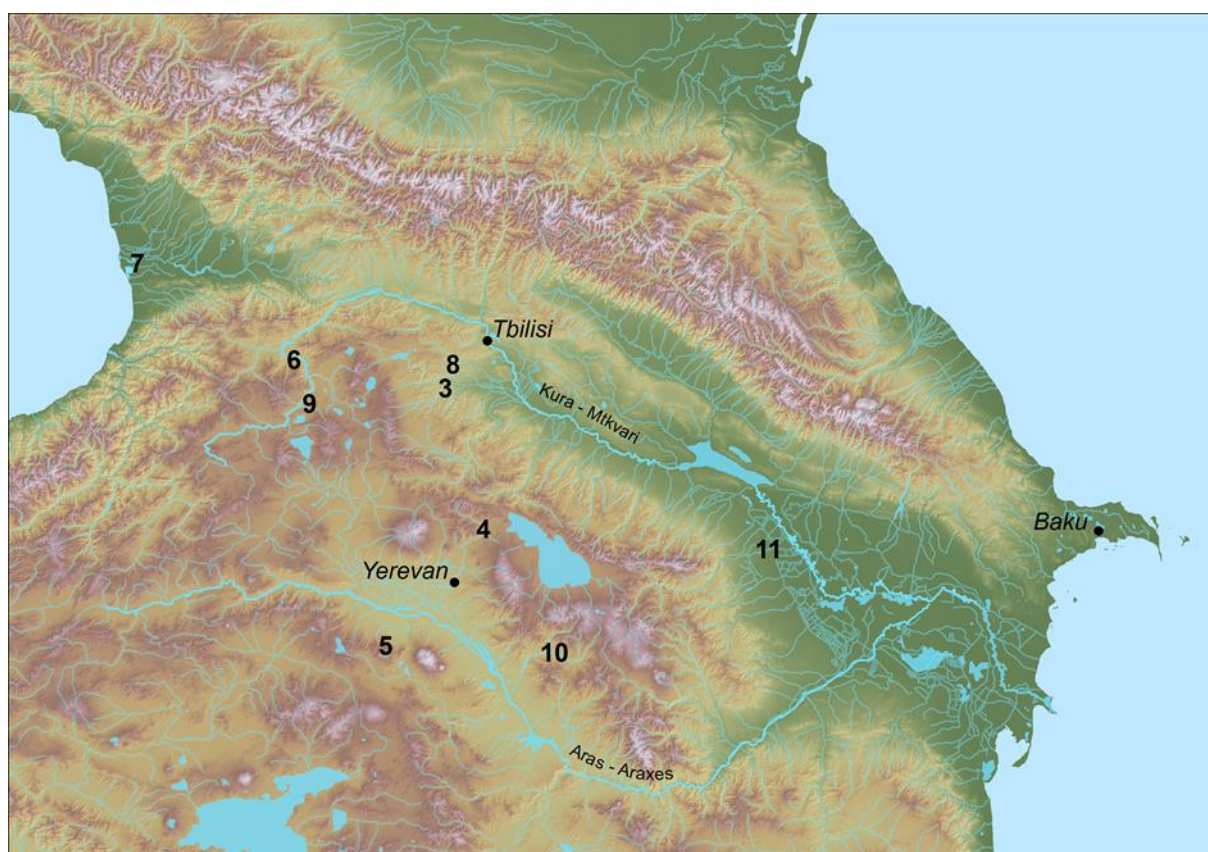 7
Tbilisi
6
8
3
9
Kura - Mtkvari
4
Baku
11
Yerevan
5
10
Aras - Araxes